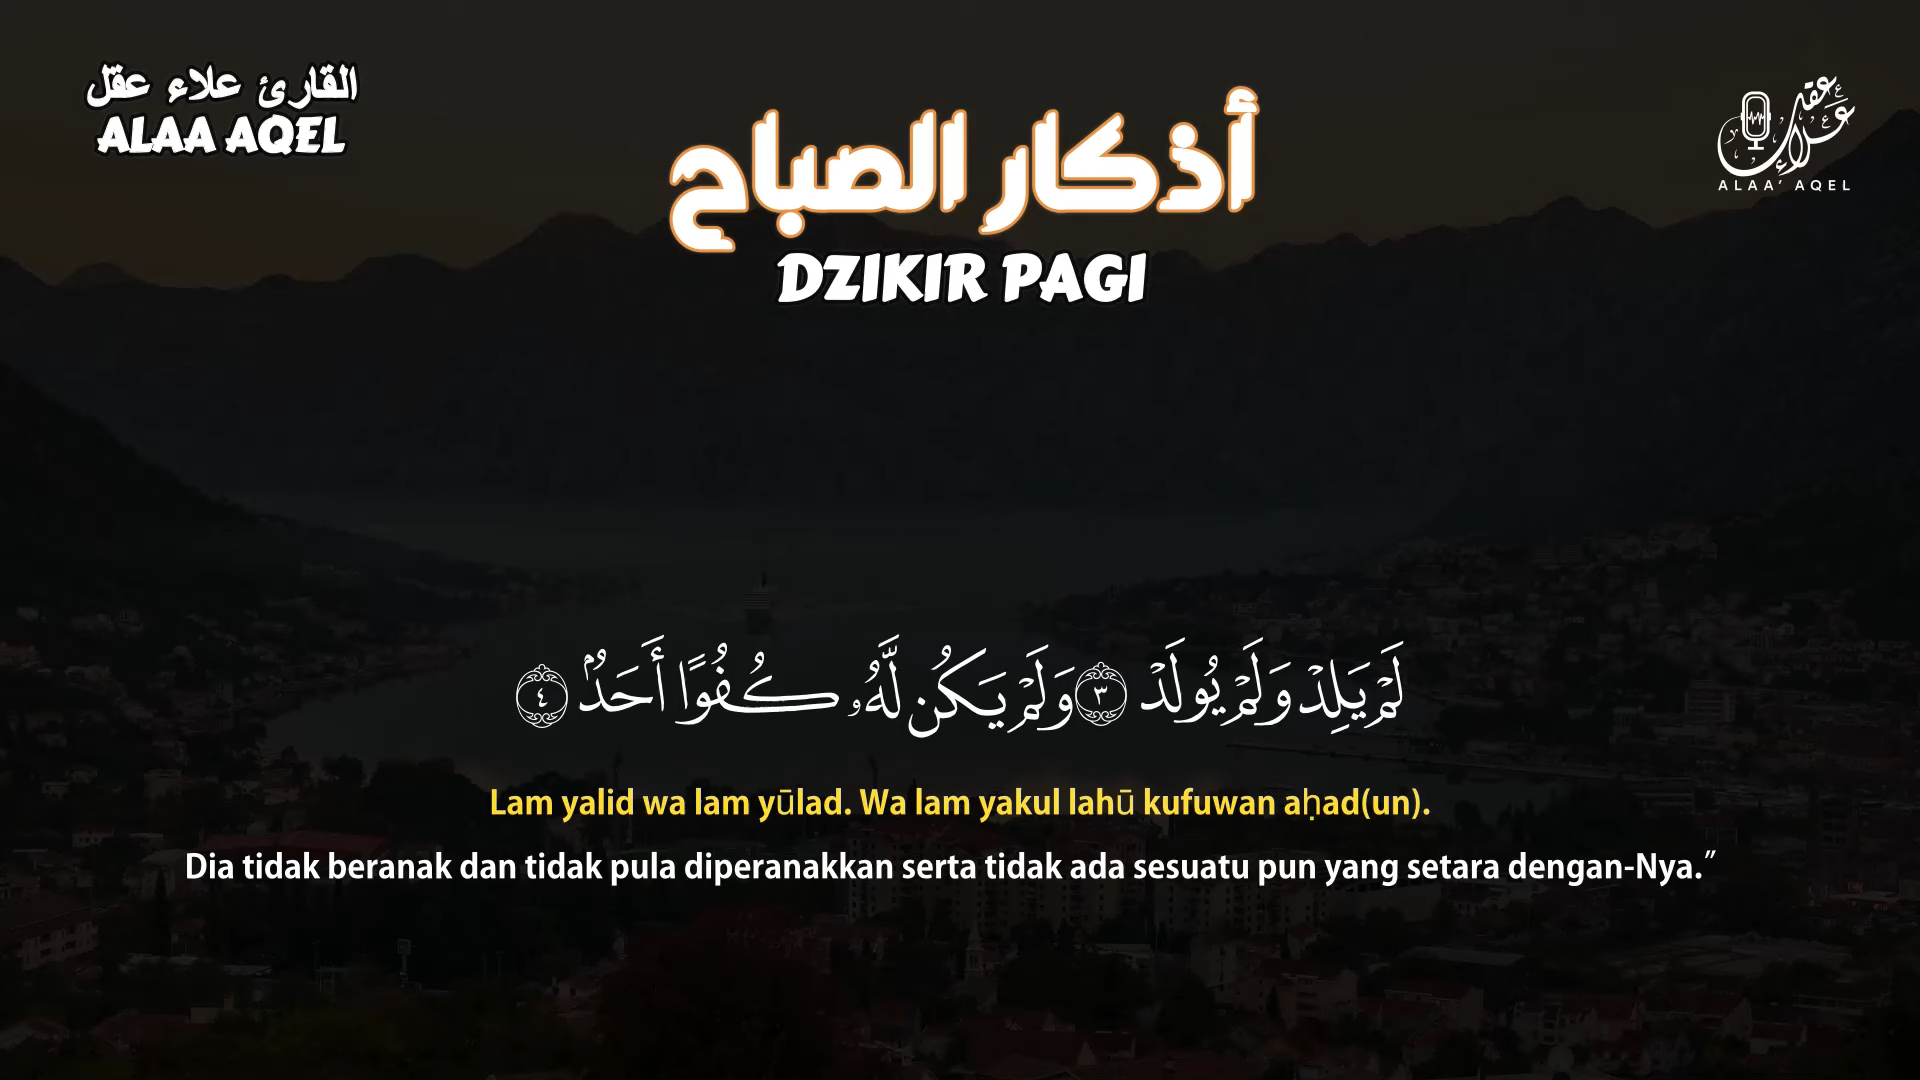 القارئ علاء عقل
ALAA AQEL
أذكار الصباح
DZIKIR PAGI
علاء عقل
ALAA' AQEL
لَمْ يَلِدْ وَلَمْ يُولَدْ ٣ وَلَمْ يَكُن لَّهُۥ كُفُوًا أَحَدٌۢ ٤
Lam yalid wa lam yūlad. Wa lam yakul lahū kufuwan aḥad(un).
Dia tidak beranak dan tidak pula diperanakkan serta tidak ada sesuatu pun yang setara dengan-Nya.”